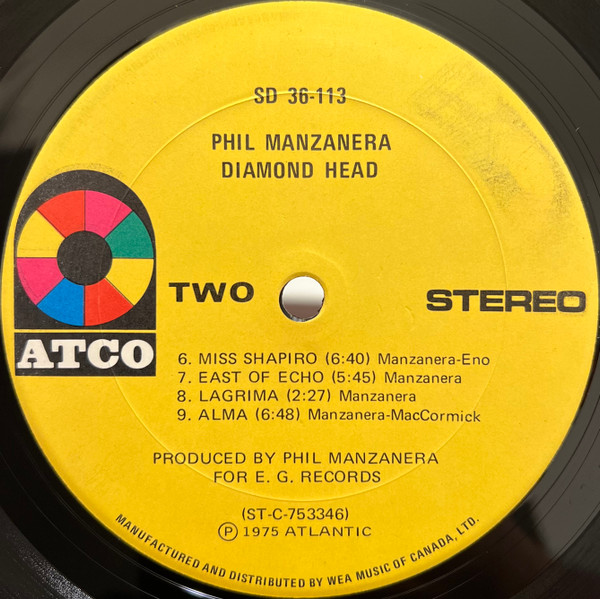 SD 36-113
PHIL MANZANERA
DIAMOND HEAD
TWO
STEREO
ATCO
6. MISS SHAPIRO (6:40) Manzanera-Eno
7. EAST OF ECHO (5:45) Manzanera
8. LAGRIMA (2:27) Manzanera
9. ALMA (6:48) Manzanera-MacCormick
PRODUCED BY PHIL MANZANERA
FOR E. G. RECORDS
(ST-C-753346)
Ⓟ 1975 ATLANTIC
MANUFACTURED AND DISTRIBUTED BY WEA MUSIC OF CANADA, LTD.